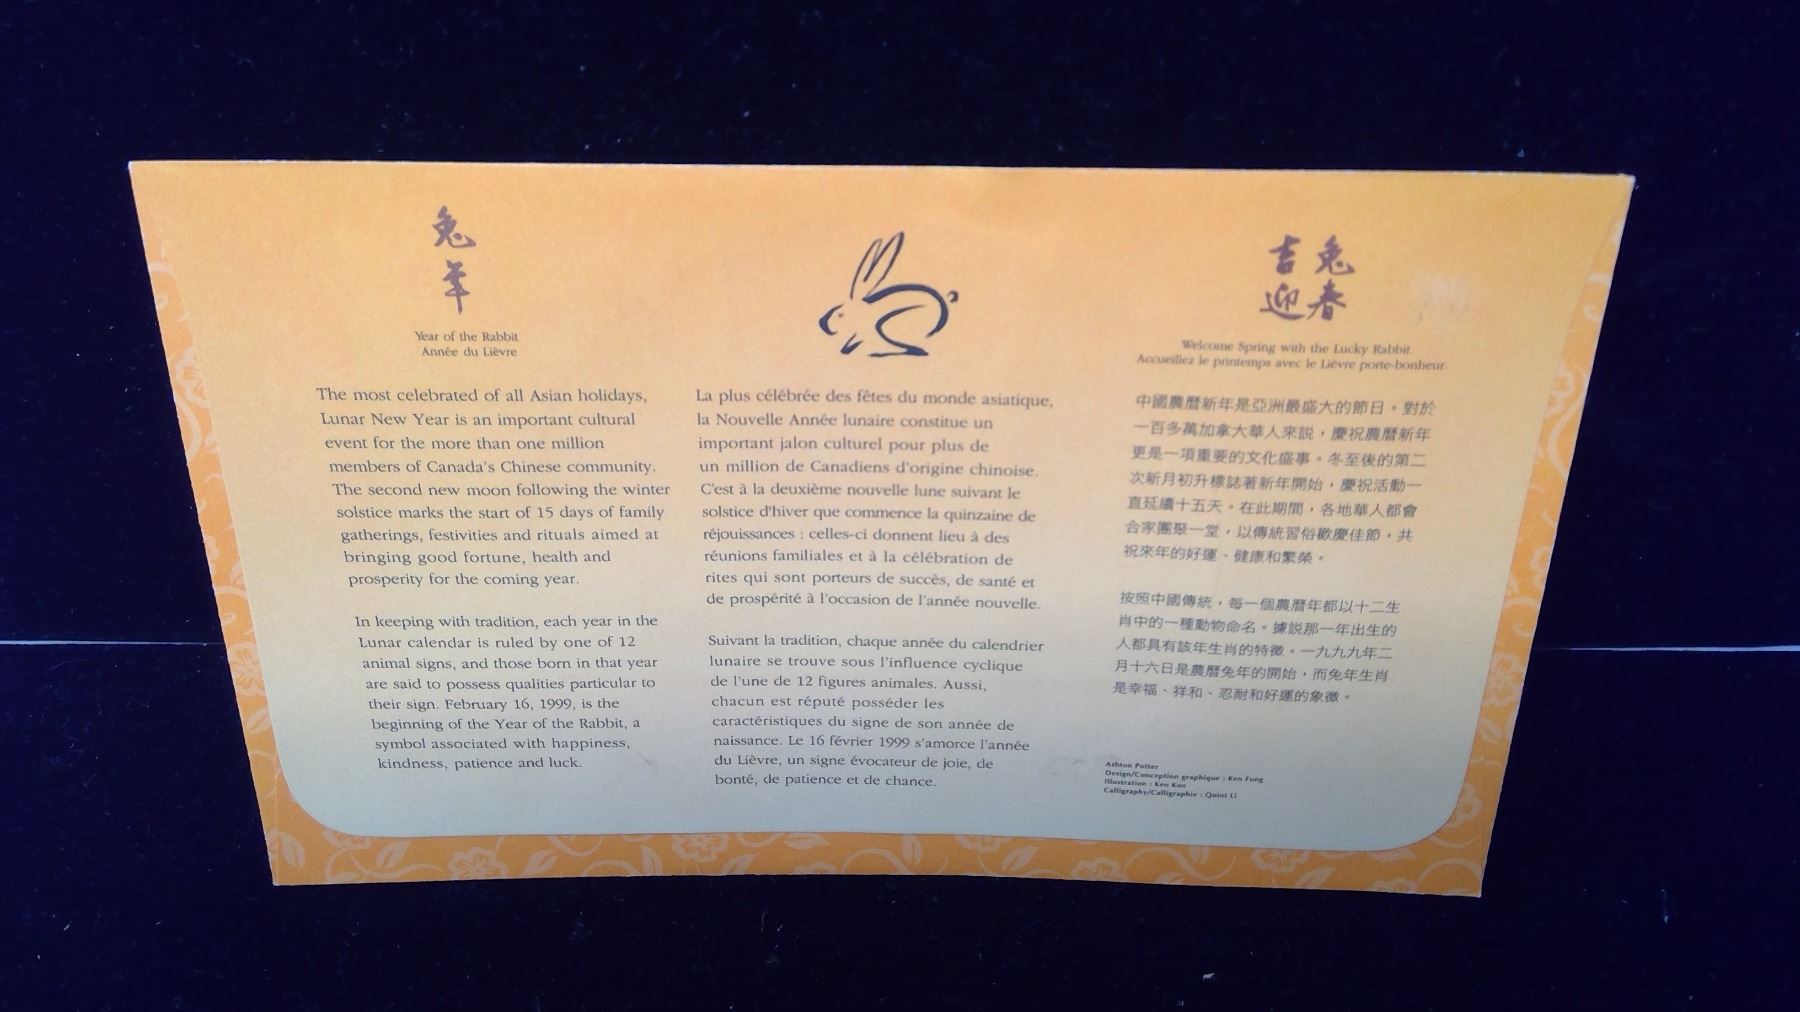 兔
年
Year of the Rabbit
Année du Lièvre
The most celebrated of all Asian holidays,
Lunar New Year is an important cultural
event for the more than one million
members of Canada's Chinese community.
The second new moon following the winter
solstice marks the start of 15 days of family
gatherings, festivities and rituals aimed at
bringing good fortune, health and
prosperity for the coming year.
In keeping with tradition, each year in the
Lunar calendar is ruled by one of 12
animal signs, and those born in that year
are said to possess qualities particular to
their sign. February 16, 1999, is the
beginning of the Year of the Rabbit, a
symbol associated with happiness,
kindness, patience and luck.
La plus célébrée des fêtes du monde asiatique,
la Nouvelle Année lunaire constitue un
important jalon culturel pour plus de
un million de Canadiens d'origine chinoise.
C'est à la deuxième nouvelle lune suivant le
solstice d'hiver que commence la quinzaine de
réjouissances : celles-ci donnent lieu à des
réunions familiales et à la célébration de
rites qui sont porteurs de succès, de santé et
de prospérité à l'occasion de l'année nouvelle.
Suivant la tradition, chaque année du calendrier
lunaire se trouve sous l'influence cyclique
de l'une de 12 figures animales. Aussi,
chacun est réputé posséder les
caractéristiques du signe de son année de
naissance. Le 16 février 1999 s'amorce l'année
du Lièvre, un signe évocateur de joie, de
bonté, de patience et de chance.
吉兔
迎春
Welcome Spring with the Lucky Rabbit.
Accueillez le printemps avec le Lièvre porte-bonheur.
中國農曆新年是亞洲最盛大的節日。對於
一百多萬加拿大華人來說，慶祝農曆新年
更是一項重要的文化盛事。冬至後的第二
次新月初升標誌著新年開始，慶祝活動一
直延續十五天。在此期間，各地華人都會
合家團聚一堂，以傳統習俗歡慶佳節，共
祝來年的好運、健康和繁榮。
按照中國傳統，每一個農曆年都以十二生
肖中的一種動物命名。據說那一年出生的
人都具有該年生肖的特徵。一九九九年二
月十六日是農曆兔年的開始，而兔年生肖
是幸福、祥和、忍耐和好運的象徵。
Ashton Potter
Design/Conception graphique : Ken Fung
Illustration : Ken Koo
Calligraphy/Calligraphie : Quint Li